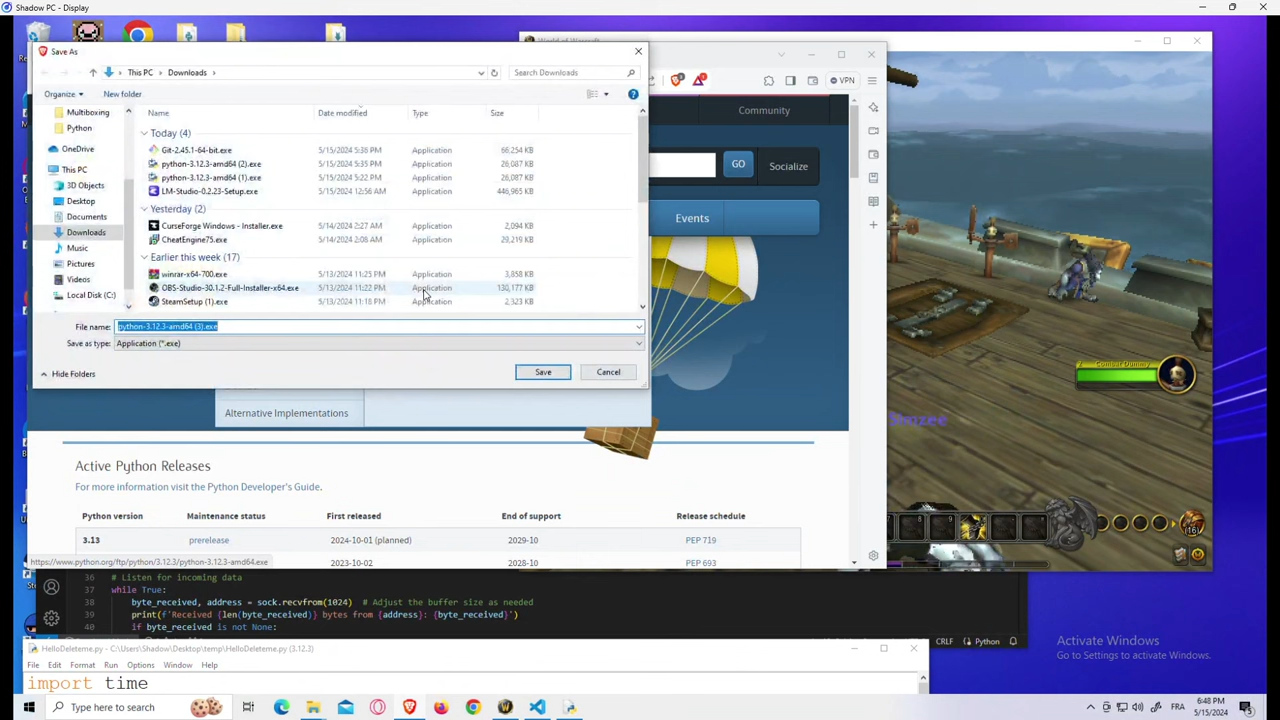 Shadow PC - Display
Save As
This PC > Downloads >
Search Downloads
Organize
New folder
Multiboxing
Python
OneDrive
This PC
3D Objects
Desktop
Documents
Downloads
Music
Pictures
Videos
Local Disk (C:)
Name Date modified Type Size
Today (4)
Git-2.45.1-64-bit.exe 5/15/2024 5:36 PM Application 66,254 KB
python-3.12.3-amd64 (2).exe 5/15/2024 5:35 PM Application 26,087 KB
python-3.12.3-amd64 (1).exe 5/15/2024 5:22 PM Application 26,087 KB
LM-Studio-0.2.23-Setup.exe 5/15/2024 12:56 AM Application 446,965 KB
Yesterday (2)
CurseForge Windows - Installer.exe 5/14/2024 2:27 AM Application 2,094 KB
CheatEngine75.exe 5/14/2024 2:08 AM Application 29,219 KB
Earlier this week (17)
winrar-x64-700.exe 5/13/2024 11:25 PM Application 3,858 KB
OBS-Studio-30.1.2-Full-Installer-x64.exe 5/13/2024 11:22 PM Application 130,177 KB
SteamSetup (1).exe 5/13/2024 11:18 PM Application 2,323 KB
File name: python-3.12.3-amd64 (3).exe
Save as type: Application (*.exe)
Hide Folders
Save
Cancel
VPN
Community
GO
Socialize
Events
Alternative Implementations
Active Python Releases
For more information visit the Python Developer's Guide.
Python version Maintenance status First released End of support Release schedule
3.13 prerelease 2024-10-01 (planned) 2029-10 PEP 719
2023-10-02 2028-10 PEP 693
https://www.python.org/ftp/python/3.12.3/python-3.12.3-amd64.exe
2 Combat Dummy
8
9
16
36 # Listen for incoming data
37 while True:
38 byte_received, address = sock.recvfrom(1024) # Adjust the buffer size as needed
39 print(f'Received {len(byte_received)} bytes from {address}: {byte_received}')
40 if byte_received is not None:
CRLF Python
HelloDeleteme.py - C:\Users\Shadow\Desktop\temp\HelloDeleteme.py (3.12.3)
File Edit Format Run Options Window Help
import time
Activate Windows
Go to Settings to activate Windows.
Type here to search
FRA
6:48 PM
5/15/2024
5